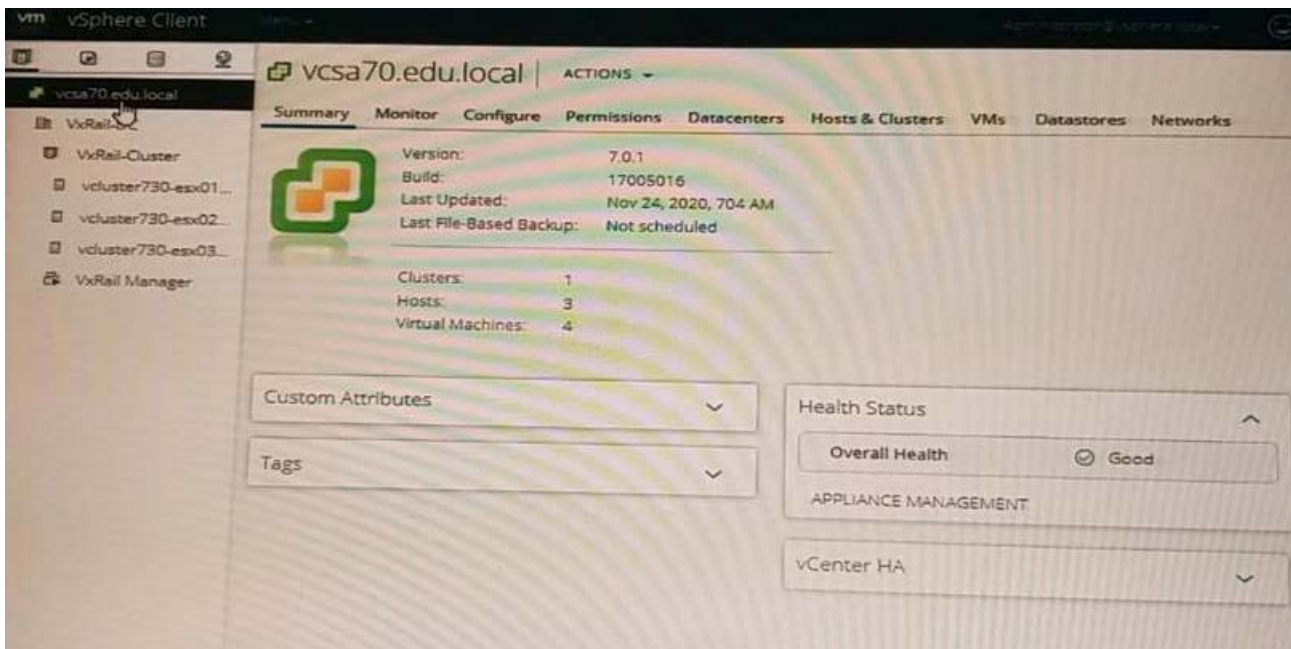 vm vSphere Client
vcsa70.edu.local
VxRail-Cluster
vcluster730-esx01...
vcluster730-esx02...
vcluster730-esx03...
VxRail Manager
vcsa70.edu.local ACTIONS
Summary Monitor Configure Permissions Datacenters Hosts & Clusters VMs Datastores Networks
Version: 7.0.1
Build: 17005016
Last Updated: Nov 24, 2020, 704 AM
Last File-Based Backup: Not scheduled
Clusters: 1
Hosts: 3
Virtual Machines: 4
Custom Attributes
Tags
Health Status
Overall Health Good
APPLIANCE MANAGEMENT
vCenter HA